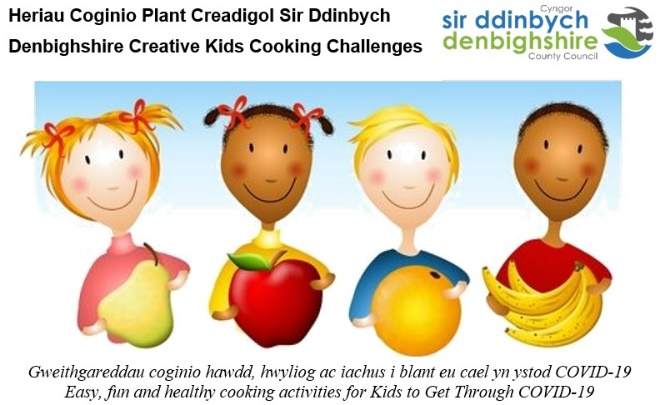 Heriau Coginio Plant Creadigol Sir Ddinbych
Denbighshire Creative Kids Cooking Challenges
Cyngor
sir ddinbych
denbighshire
County Council
Gweithgareddau coginio hawdd, hwyliog ac iachus i blant eu cael yn ystod COVID-19
Easy, fun and healthy cooking activities for Kids to Get Through COVID-19